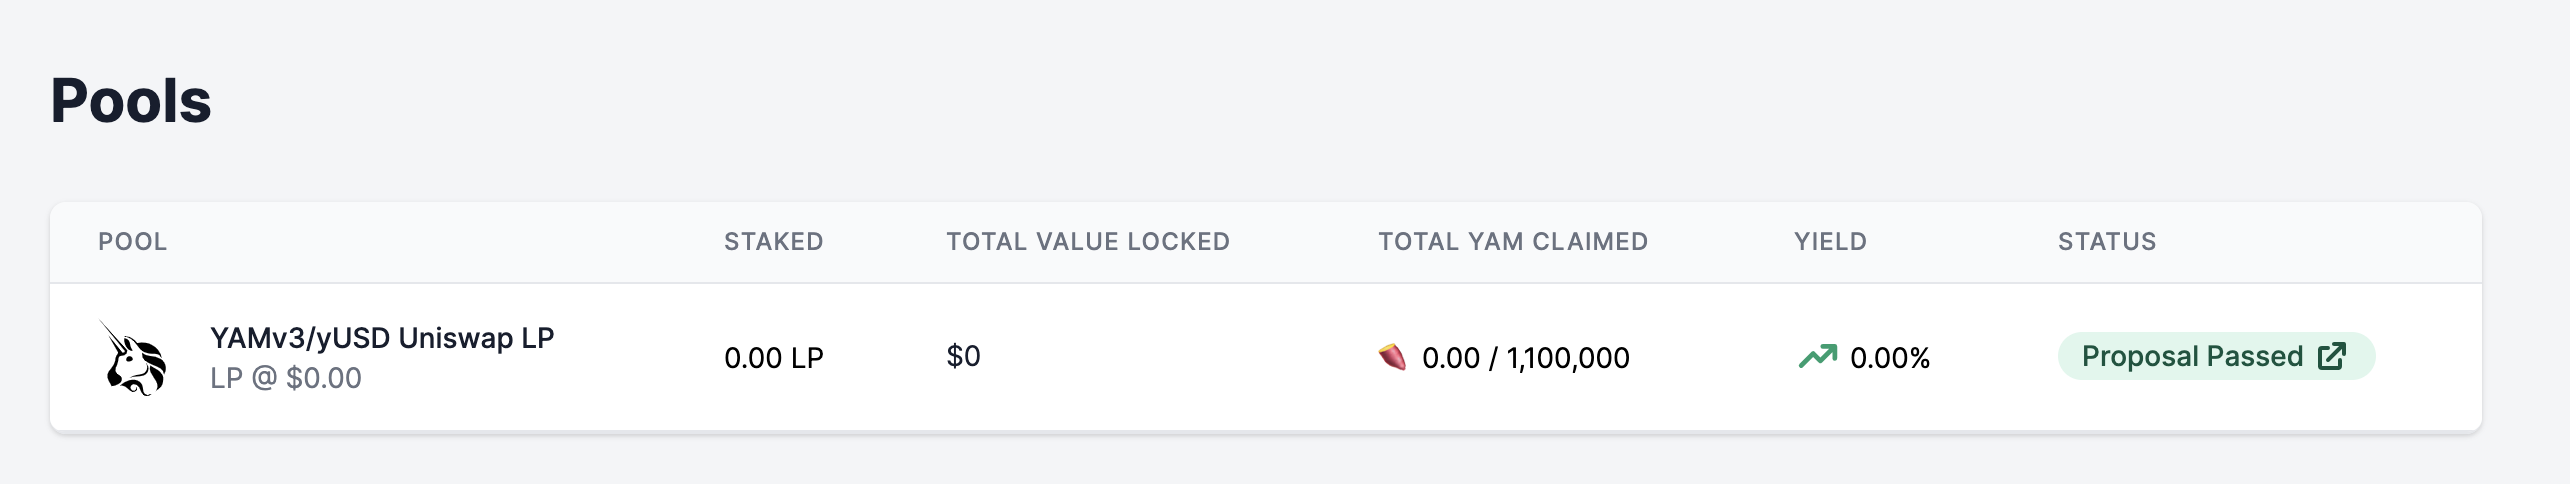 Pools
POOL STAKED TOTAL VALUE LOCKED TOTAL YAM CLAIMED YIELD STATUS
YAMv3/yUSD Uniswap LP
LP @ $0.00
0.00 LP
$0
0.00 / 1,100,000
0.00%
Proposal Passed